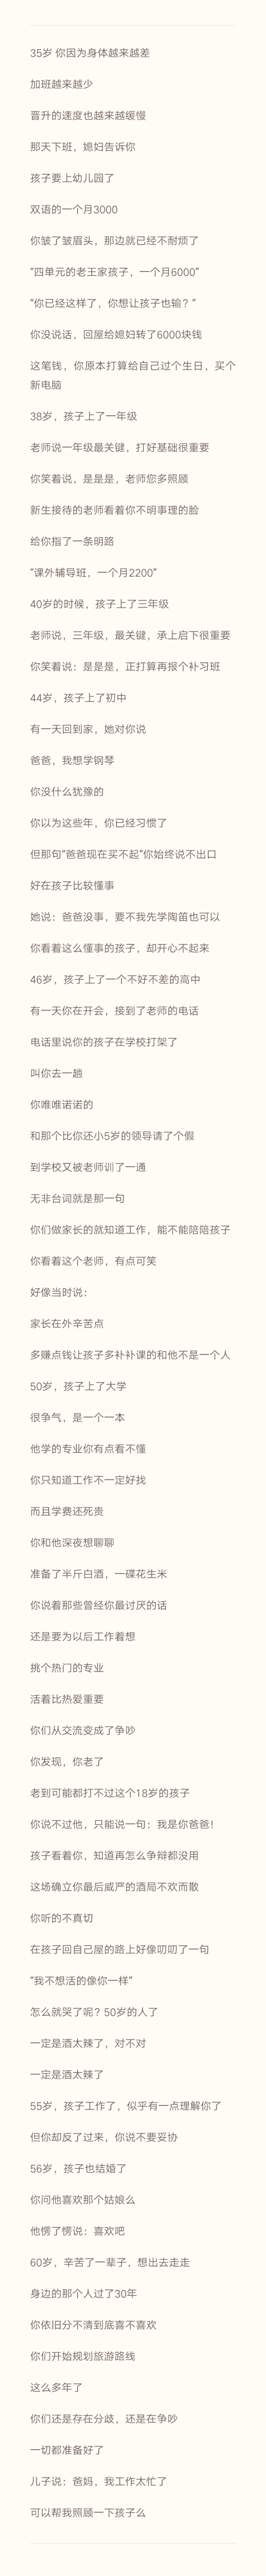 35岁 你因为身体越来越差
加班越来越少
晋升的速度也越来越缓慢
那天下班，媳妇告诉你
孩子要上幼儿园了
双语的一个月3000
你皱了皱眉头，那边就已经不耐烦了
“四单元的老王家孩子，一个月6000”
“你已经这样了，你想让孩子也输？”
你没说话，回屋给媳妇转了6000块钱
这笔钱，你原本打算给自己过个生日，买个
新电脑
38岁，孩子上了一年级
老师说一年级最关键，打好基础很重要
你笑着说，是是是，老师您多照顾
新生接待的老师看着你不明事理的脸
给你指了一条明路
“课外辅导班，一个月2200”
40岁的时候，孩子上了三年级
老师说，三年级，最关键，承上启下很重要
你笑着说：是是是，正打算再报个补习班
44岁，孩子上了初中
有一天回到家，她对你说
爸爸，我想学钢琴
你没什么犹豫的
你以为这些年，你已经习惯了
但那句“爸爸现在买不起”你始终说不出口
好在孩子比较懂事
她说：爸爸没事，要不我先学陶笛也可以
你看着这么懂事的孩子，却开心不起来
46岁，孩子上了一个不好不差的高中
有一天你在开会，接到了老师的电话
电话里说你的孩子在学校打架了
叫你去一趟
你唯唯诺诺的
和那个比你还小5岁的领导请了个假
到学校又被老师训了一通
无非台词就是那一句
你们做家长的就知道工作，能不能陪陪孩子
你看着这个老师，有点可笑
好像当时说：
家长在外辛苦点
多赚点钱让孩子多补补课的和他不是一个人
50岁，孩子上了大学
很争气，是一个一本
他学的专业你有点看不懂
你只知道工作不一定好找
而且学费还死贵
你和他深夜想聊聊
准备了半斤白酒，一碟花生米
你说着那些曾经你最讨厌的话
还是要为以后工作着想
挑个热门的专业
活着比热爱重要
你们从交流变成了争吵
你发现，你老了
老到可能都打不过这个18岁的孩子
你说不过他，只能说一句：我是你爸爸！
孩子看着你，知道再怎么争辩都没用
这场确立你最后威严的酒局不欢而散
你听的不真切
在孩子回自己屋的路上好像叨叨了一句
“我不想活的像你一样”
怎么就哭了呢？50岁的人了
一定是酒太辣了，对不对
一定是酒太辣了
55岁，孩子工作了，似乎有一点理解你了
但你却反了过来，你说不要妥协
56岁，孩子也结婚了
你问他喜欢那个姑娘么
他愣了愣说：喜欢吧
60岁，辛苦了一辈子，想出去走走
身边的那个人过了30年
你依旧分不清到底喜不喜欢
你们开始规划旅游路线
这么多年了
你们还是存在分歧，还是在争吵
一切都准备好了
儿子说：爸妈，我工作太忙了
可以帮我照顾一下孩子么